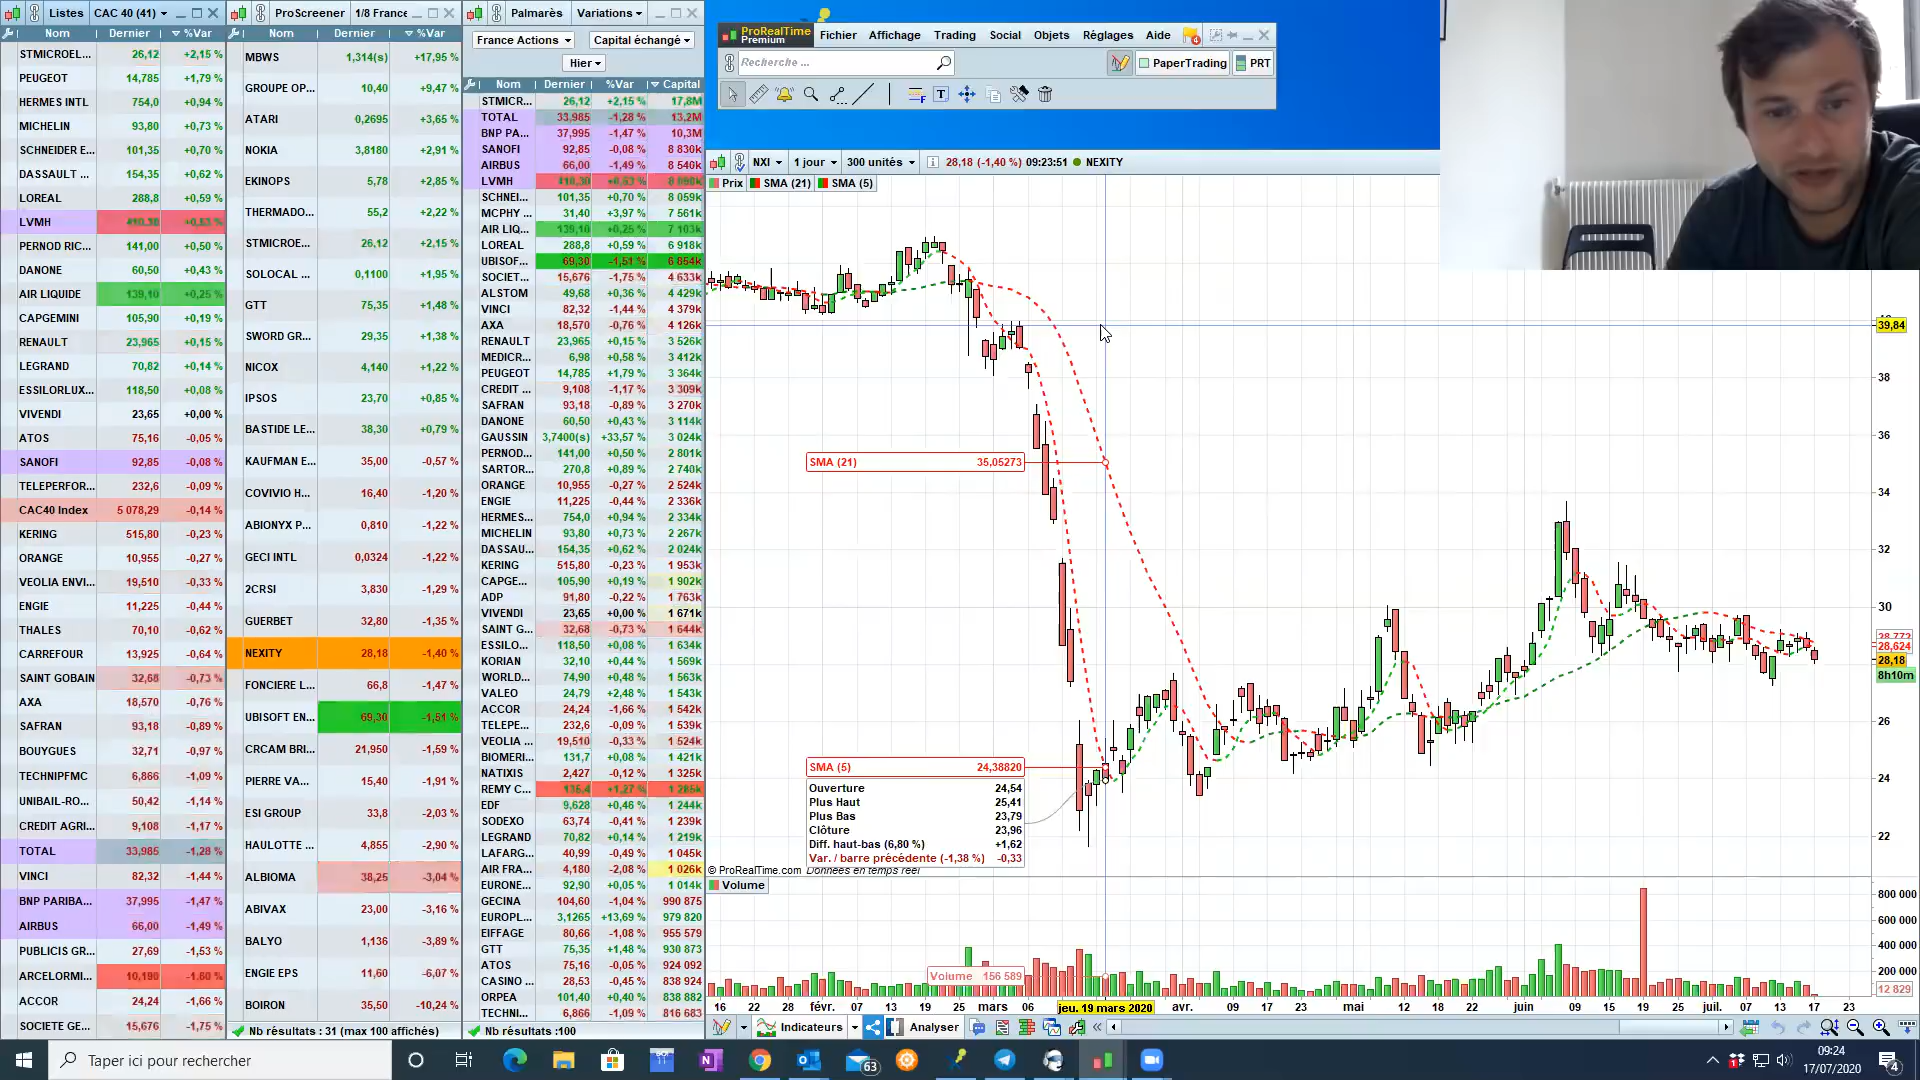 Listes CAC 40 (41)
Nom Dernier %Var
STMICROEL... 26,12 +2,15 %
PEUGEOT 14,785 +1,79 %
HERMES INTL 754,0 +0,94 %
MICHELIN 93,80 +0,73 %
SCHNEIDER E... 101,35 +0,70 %
DASSAULT ... 154,35 +0,62 %
LOREAL 288,8 +0,59 %
LVMH 410,30 +0,53 %
PERNOD RIC... 141,00 +0,50 %
DANONE 60,50 +0,43 %
AIR LIQUIDE 139,10 +0,25 %
CAPGEMINI 105,90 +0,19 %
RENAULT 23,965 +0,15 %
LEGRAND 70,82 +0,14 %
ESSILORLUX... 118,50 +0,08 %
VIVENDI 23,65 +0,00 %
ATOS 75,16 -0,05 %
SANOFI 92,85 -0,08 %
TELEPERFOR... 232,6 -0,09 %
CAC40 Index 5 078,29 -0,14 %
KERING 515,80 -0,23 %
ORANGE 10,955 -0,27 %
VEOLIA ENVI... 19,510 -0,33 %
ENGIE 11,225 -0,44 %
THALES 70,10 -0,62 %
CARREFOUR 13,925 -0,64 %
SAINT GOBAIN 32,68 -0,73 %
AXA 18,570 -0,76 %
SAFRAN 93,18 -0,89 %
BOUYGUES 32,71 -0,97 %
TECHNIPFMC 6,866 -1,09 %
UNIBAIL-RO... 50,42 -1,14 %
CREDIT AGRI... 9,108 -1,17 %
TOTAL 33,985 -1,28 %
VINCI 82,32 -1,44 %
BNP PARIBA... 37,995 -1,47 %
AIRBUS 66,00 -1,49 %
PUBLICIS GR... 27,69 -1,53 %
ARCELORMI... 10,190 -1,60 %
ACCOR 24,24 -1,66 %
SOCIETE GE... 15,676 -1,75 %
ProScreener 1/8 France
Nom Dernier %Var
MBWS 1,314(s) +17,95 %
GROUPE OP... 10,40 +9,47 %
ATARI 0,2695 +3,65 %
NOKIA 3,8180 +2,91 %
EKINOPS 5,78 +2,85 %
THERMADO... 55,2 +2,22 %
STMICROE... 26,12 +2,15 %
SOLOCAL ... 0,1100 +1,95 %
GTT 75,35 +1,48 %
SWORD GR... 29,35 +1,38 %
NICOX 4,140 +1,22 %
IPSOS 23,70 +0,85 %
BASTIDE LE... 38,30 +0,79 %
KAUFMAN E... 35,00 -0,57 %
COVIVIO H... 16,40 -1,20 %
ABIONYX P... 0,810 -1,22 %
GECI INTL 0,0324 -1,22 %
2CRSI 3,830 -1,29 %
GUERBET 32,80 -1,35 %
NEXITY 28,18 -1,40 %
FONCIERE L... 66,8 -1,47 %
UBISOFT EN... 69,30 -1,51 %
CRCAM BRI... 21,950 -1,59 %
PIERRE VA... 15,40 -1,91 %
ESI GROUP 33,8 -2,03 %
HAULOTTE ... 4,855 -2,90 %
ALBIOMA 38,25 -3,04 %
ABIVAX 23,00 -3,16 %
BALYO 1,136 -3,89 %
ENGIE EPS 11,60 -6,07 %
BOIRON 35,50 -10,24 %
Nb résultats : 31 (max 100 affichés)
Palmarès Variations
France Actions Capital échangé
Hier
Nom Dernier %Var Capital
STMICR... 26,12 +2,15 % 17,8M
TOTAL 33,985 -1,28 % 13,2M
BNP PA... 37,995 -1,47 % 10,3M
SANOFI 92,85 -0,08 % 8 830k
AIRBUS 66,00 -1,49 % 8 540k
LVMH 410,30 +0,53 %
SCHNEI... 101,35 +0,70 % 8 059k
MCPHY ... 31,40 +3,97 % 7 561k
AIR LIQ... 139,10 +0,25 % 7 103k
LOREAL 288,8 +0,59 % 6 918k
UBISOF... 69,30 -1,51 % 6 854k
SOCIET... 15,676 -1,75 % 4 633k
ALSTOM 49,68 +0,36 % 4 429k
VINCI 82,32 -1,44 % 4 379k
AXA 18,570 -0,76 % 4 126k
RENAULT 23,965 +0,15 % 3 526k
MEDICR... 6,98 +0,58 % 3 412k
PEUGEOT 14,785 +1,79 % 3 364k
CREDIT ... 9,108 -1,17 % 3 309k
SAFRAN 93,18 -0,89 % 3 270k
DANONE 60,50 +0,43 % 3 114k
GAUSSIN 3,7400(s) +33,57 % 3 024k
PERNOD... 141,00 +0,50 % 2 801k
SARTOR... 270,8 +0,89 % 2 740k
ORANGE 10,955 -0,27 % 2 524k
ENGIE 11,225 -0,44 % 2 336k
HERMES... 754,0 +0,94 % 2 334k
MICHELIN 93,80 +0,73 % 2 267k
DASSAU... 154,35 +0,62 % 2 024k
KERING 515,80 -0,23 % 1 953k
CAPGE... 105,90 +0,19 % 1 902k
ADP 91,80 -0,22 % 1 763k
VIVENDI 23,65 +0,00 % 1 671k
SAINT G... 32,68 -0,73 % 1 644k
ESSILO... 118,50 +0,08 % 1 634k
KORIAN 32,10 +0,44 % 1 569k
WORLD... 74,90 +0,48 % 1 563k
VALEO 24,79 +2,48 % 1 543k
ACCOR 24,24 -1,66 % 1 542k
TELEPE... 232,6 -0,09 % 1 539k
VEOLIA ... 19,510 -0,33 % 1 524k
BIOMERI... 131,7 +0,08 % 1 421k
NATIXIS 2,427 -0,12 % 1 325k
REMY C... 135,4 +1,27 % 1 285k
EDF 9,628 +0,46 % 1 244k
SODEXO 63,74 -0,41 % 1 239k
LEGRAND 70,82 +0,14 % 1 219k
LAFARG... 40,99 -0,49 % 1 045k
AIR FRA... 4,180 -2,08 % 1 026k
EURONE... 92,90 +0,05 % 1 014k
GECINA 104,60 -1,04 % 990 875
EUROPL... 3,1265 +13,69 % 979 820
EIFFAGE 80,66 -1,08 % 955 579
GTT 75,35 +1,48 % 930 873
ATOS 75,16 -0,05 % 924 092
CASINO ... 28,53 -0,45 % 838 924
ORPEA 101,40 +0,40 % 838 882
TECHNI... 6,866 -1,09 % 816 683
Nb résultats :100
ProRealTime Premium
Fichier Affichage Trading Social Objets Réglages Aide
Recherche ...
PaperTrading PRT
NXI 1 jour 300 unités 28,18 (-1,40 %) 09:23:51 NEXITY
Prix SMA (21) SMA (5)
39,84
38
36
34
32
30
28,624
28,18
8h10m
26
24
22
SMA (21) 35,05273
SMA (5) 24,38820
Ouverture 24,54
Plus Haut 25,41
Plus Bas 23,79
Clôture 23,96
Diff. haut-bas (6,80 %) +1,62
Var. / barre précédente (-1,38 %) -0,33
© ProRealTime.com Données en temps réel
Volume
800 000
600 000
400 000
200 000
12 829
Volume 156 589
16 22 28 févr. 07 13 19 25 mars 06 jeu. 19 mars 2020 avr. 09 17 23 mai 12 18 22 juin 09 15 19 juil. 07 13 17 23
Indicateurs Analyser
Taper ici pour rechercher
63
09:24
17/07/2020
4